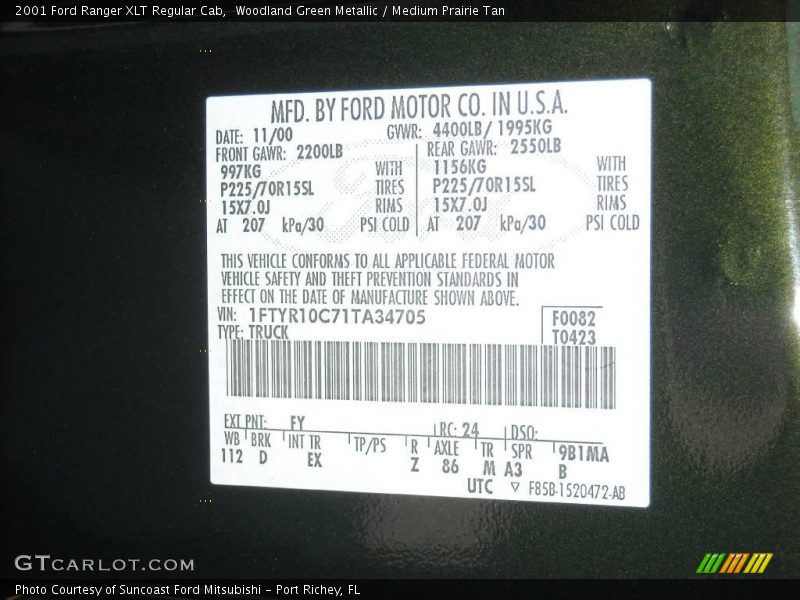 2001 Ford Ranger XLT Regular Cab,  Woodland Green Metallic / Medium Prairie Tan
MFD. BY FORD MOTOR CO. IN U.S.A.
DATE: 11/00 GVWR: 4400LB/ 1995KG
FRONT GAWR: 2200LB REAR GAWR: 2550LB
997KG WITH 1156KG WITH
P225/70R15SL TIRES P225/70R15SL TIRES
15X7.0J RIMS 15X7.0J RIMS
AT 207 kPa/30 PSI COLD AT 207 kPa/30 PSI COLD
THIS VEHICLE CONFORMS TO ALL APPLICABLE FEDERAL MOTOR
VEHICLE SAFETY AND THEFT PREVENTION STANDARDS IN
EFFECT ON THE DATE OF MANUFACTURE SHOWN ABOVE.
VIN: 1FTYR10C71TA34705 F0082
TYPE: TRUCK T0423
EXT PNT: FY RC: 24 DSO:
WB BRK INT TR TP/PS R AXLE TR SPR 9B1MA
112 D EX Z 86 M A3 B
UTC ▽ F85B-1520472-AB
GTCARLOT.COM
Photo Courtesy of Suncoast Ford Mitsubishi - Port Richey, FL